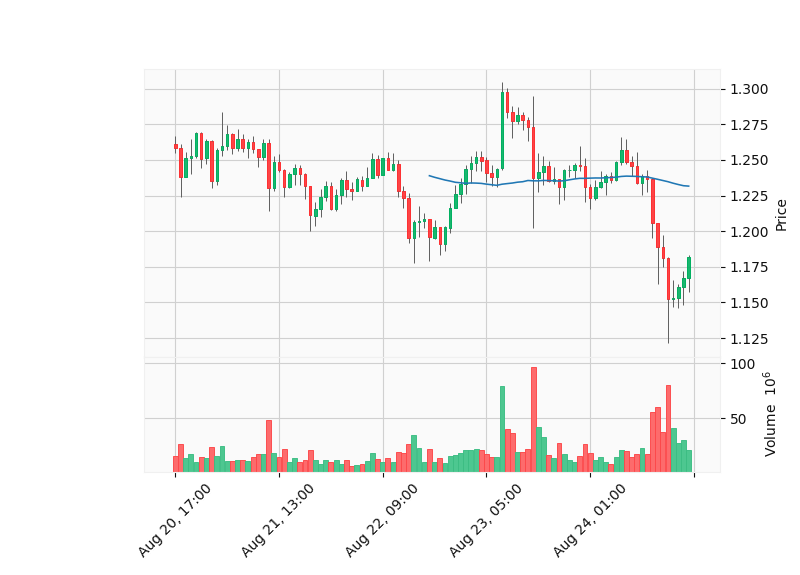 1.300
1.275
1.250
1.225
1.200
1.175
1.150
1.125
Price
100
50
Volume 10⁶
Aug 20, 17:00
Aug 21, 13:00
Aug 22, 09:00
Aug 23, 05:00
Aug 24, 01:00